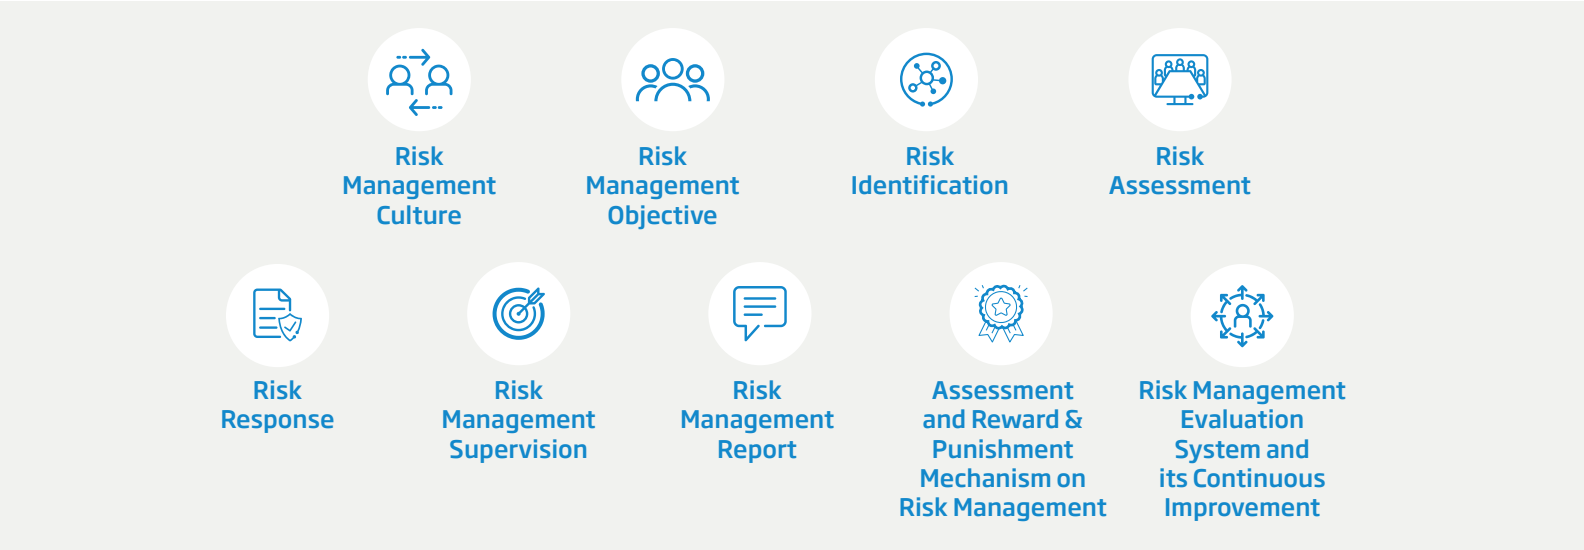 Risk
Management
Culture
Risk
Management
Objective
Risk
Identification
Risk
Assessment
Risk
Response
Risk
Management
Supervision
Risk
Management
Report
Assessment
and Reward &
Punishment
Mechanism on
Risk Management
Risk Management
Evaluation
System and
its Continuous
Improvement